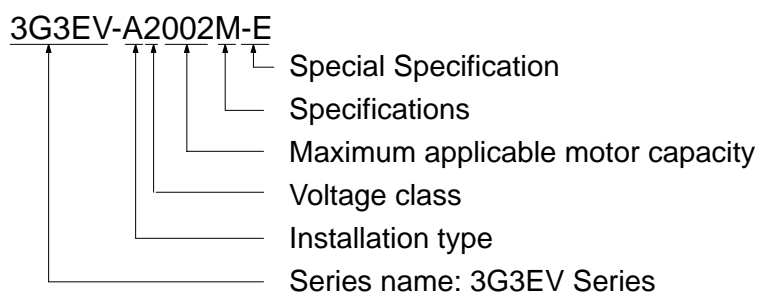 3G3EV-A2002M-E
Special Specification
Specifications
Maximum applicable motor capacity
Voltage class
Installation type
Series name: 3G3EV Series